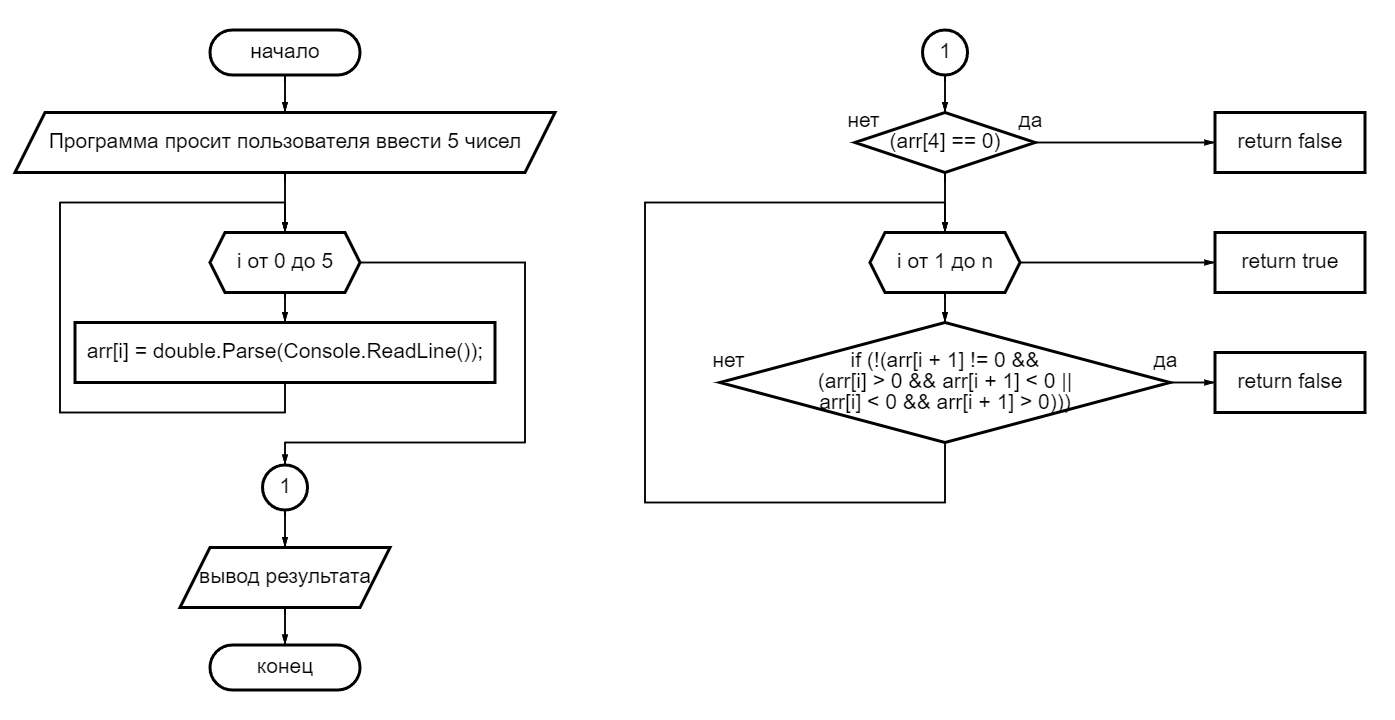 начало
Программа просит пользователя ввести 5 чисел
i от 0 до 5
arr[i] = double.Parse(Console.ReadLine());
1
вывод результата
конец
1
нет
да
(arr[4] == 0)
return false
i от 1 до n
return true
нет
да
if (!(arr[i + 1] != 0 &&
(arr[i] > 0 && arr[i + 1] < 0 ||
arr[i] < 0 && arr[i + 1] > 0)))
return false